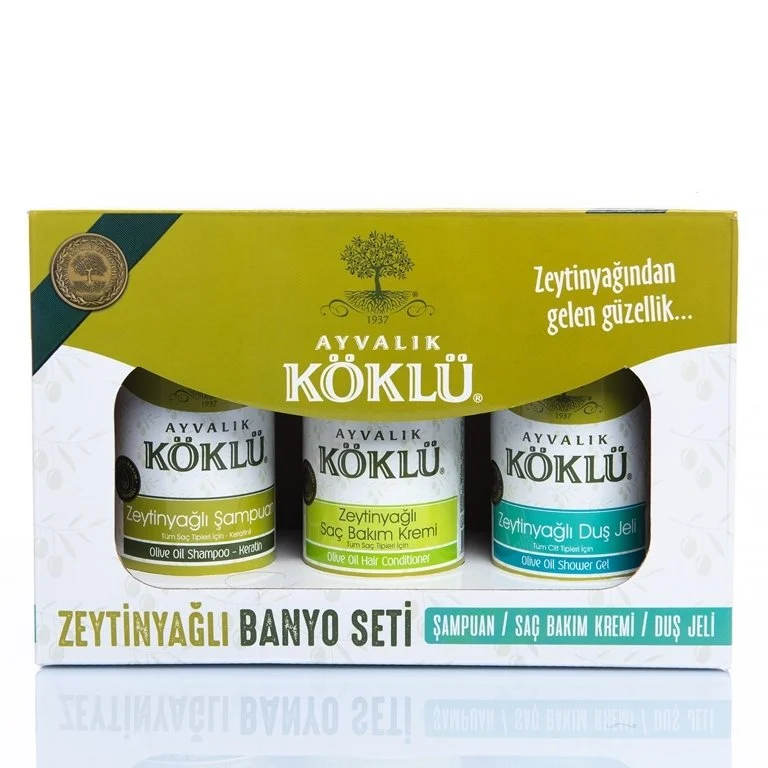 Zeytinyağından
gelen güzellik...
1937
AYVALIK
KÖKLÜ®
1937
AYVALIK
KÖKLÜ®
Zeytinyağlı Şampuan
Tüm Saç Tipleri İçin - Keratinli
Olive Oil Shampoo - Keratin
AYVALIK
KÖKLÜ®
Zeytinyağlı
Saç Bakım Kremi
Tüm Saç Tipleri İçin
Olive Oil Hair Conditioner
AYVALIK
KÖKLÜ®
Zeytinyağlı Duş Jeli
Tüm Cilt Tipleri İçin
Olive Oil Shower Gel
ZEYTİNYAĞLI BANYO SETİ
ŞAMPUAN / SAÇ BAKIM KREMİ / DUŞ JELİ